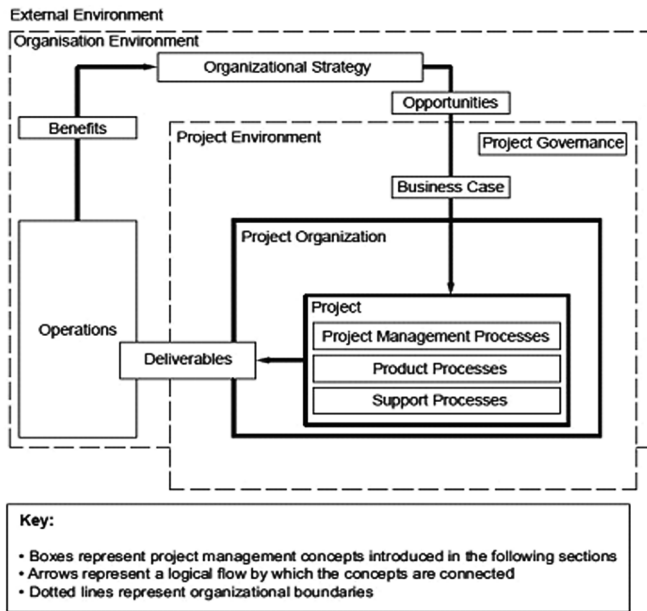 External Environment
Organisation Environment
Organizational Strategy
Opportunities
Benefits
Project Environment
Project Governance
Business Case
Project Organization
Project
Operations
Project Management Processes
Deliverables
Product Processes
Support Processes
Key:
• Boxes represent project management concepts introduced in the following sections
• Arrows represent a logical flow by which the concepts are connected
• Dotted lines represent organizational boundaries